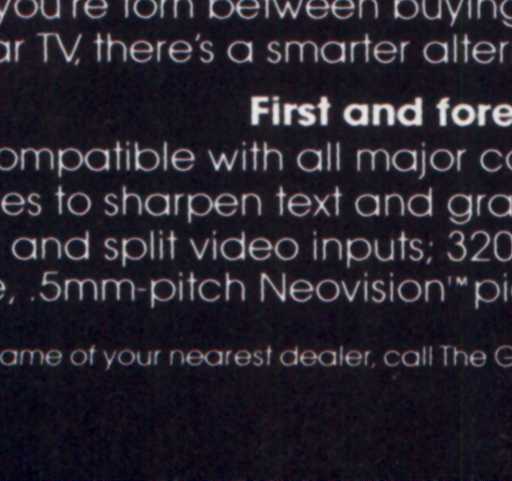 you're torn between buying
ar TV, there's a smarter alter
First and fore
ompatible with all major co
es to sharpen text and gra
and split video inputs; 320
e, .5mm-pitch Neovision™ pi
ame of your nearest dealer, call The G